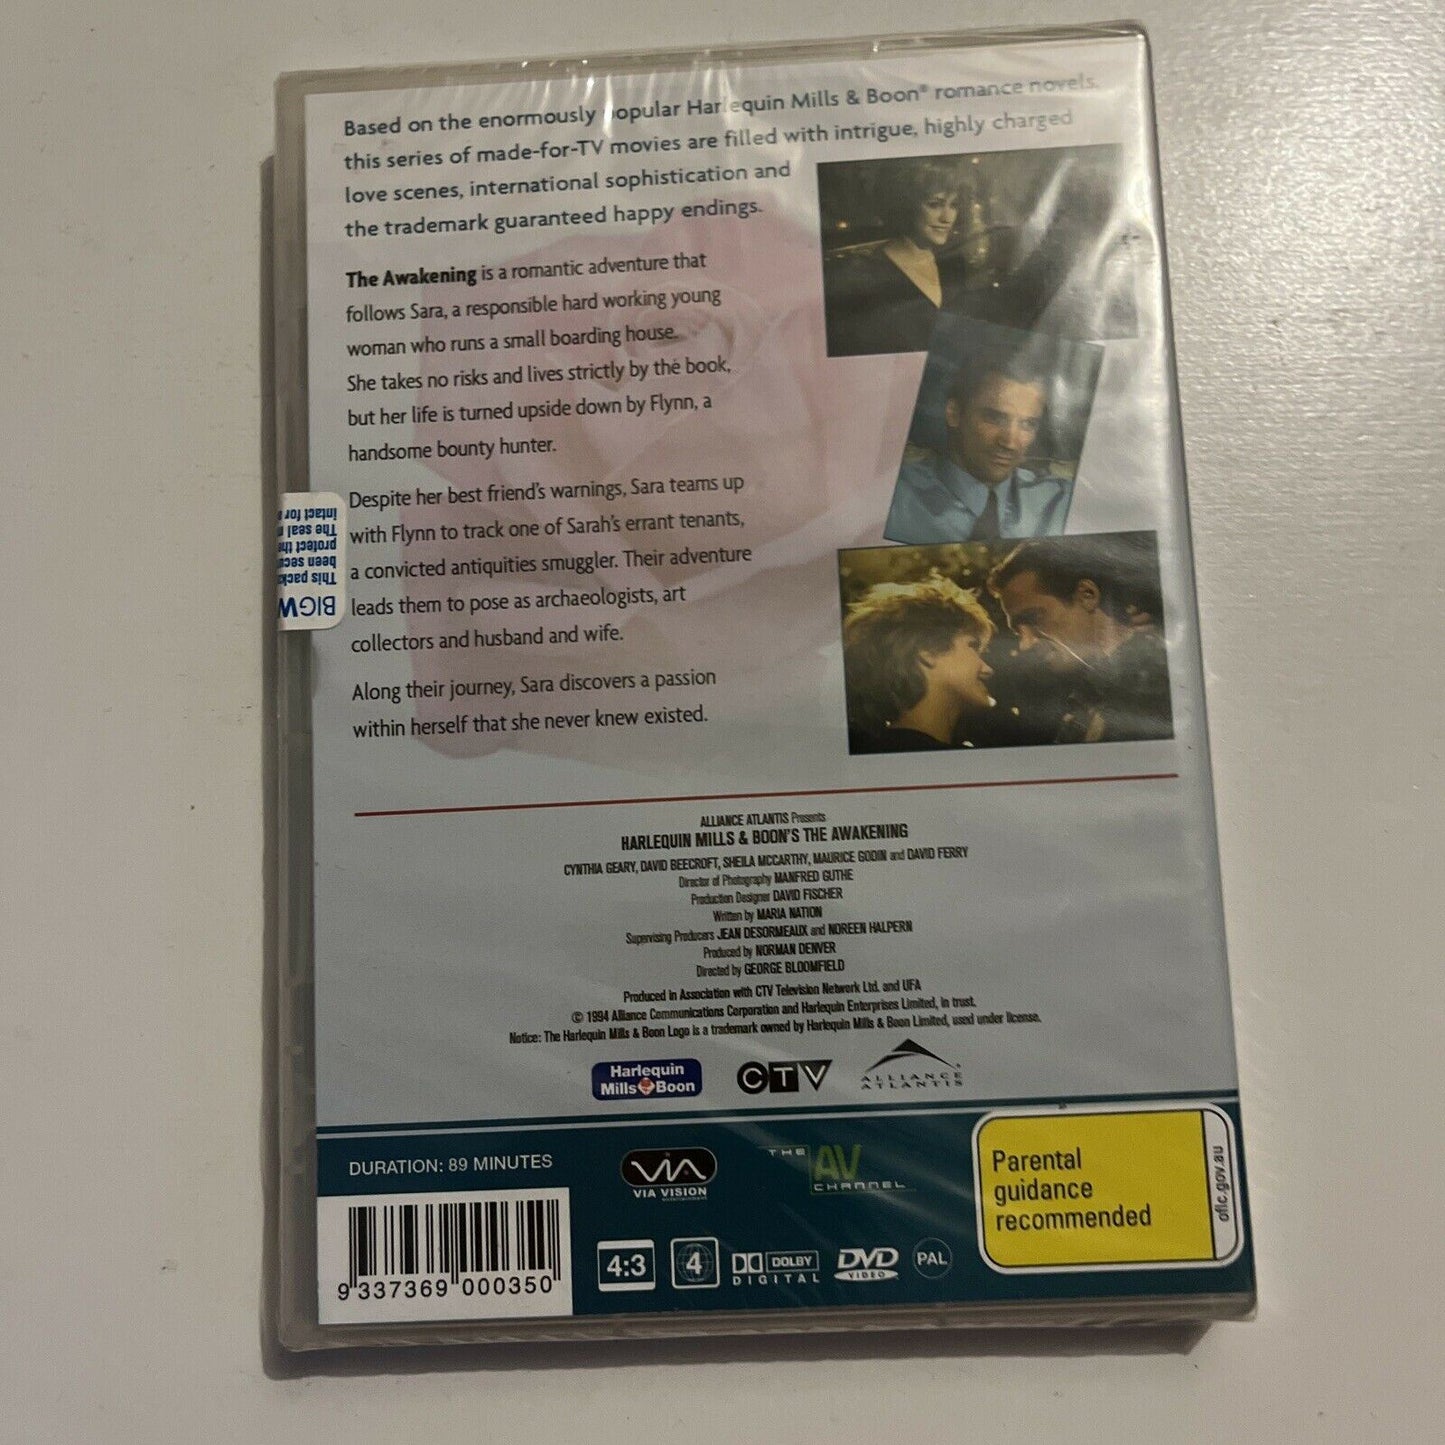 Based on the enormously popular Harlequin Mills & Boon® romance novels,
this series of made-for-TV movies are filled with intrigue, highly charged
love scenes, international sophistication and
the trademark guaranteed happy endings.
The Awakening is a romantic adventure that
follows Sara, a responsible hard working young
woman who runs a small boarding house.
She takes no risks and lives strictly by the book,
but her life is turned upside down by Flynn, a
handsome bounty hunter.
Despite her best friend's warnings, Sara teams up
with Flynn to track one of Sarah's errant tenants,
a convicted antiquities smuggler. Their adventure
leads them to pose as archaeologists, art
collectors and husband and wife.
Along their journey, Sara discovers a passion
within herself that she never knew existed.
BIGW
This packa
been secu
protect the
The seal
intact for
ALLIANCE ATLANTIS Presents
HARLEQUIN MILLS & BOON'S THE AWAKENING
CYNTHIA GEARY, DAVID BEECROFT, SHEILA MCCARTHY, MAURICE GODIN and DAVID FERRY
Director of Photography MANFRED GUTHE
Production Designer DAVID FISCHER
Written by MARIA NATION
Supervising Producers JEAN DESORMEAUX and NOREEN HALPERN
Produced by NORMAN DENVER
Directed by GEORGE BLOOMFIELD
Produced in Association with CTV Television Network Ltd. and UFA
© 1994 Alliance Communications Corporation and Harlequin Enterprises Limited, in trust.
Notice: The Harlequin Mills & Boon Logo is a trademark owned by Harlequin Mills & Boon Limited, used under license.
Harlequin
Mills Boon
CTV
ALLIANCE
ATLANTIS
DURATION: 89 MINUTES
VIA
VIA VISION
entertainment
THE AV
CHANNEL
Parental
guidance
recommended
oflc.gov.au
9 337369 000350
4:3
4
DOLBY
DIGITAL
DVD
VIDEO
PAL